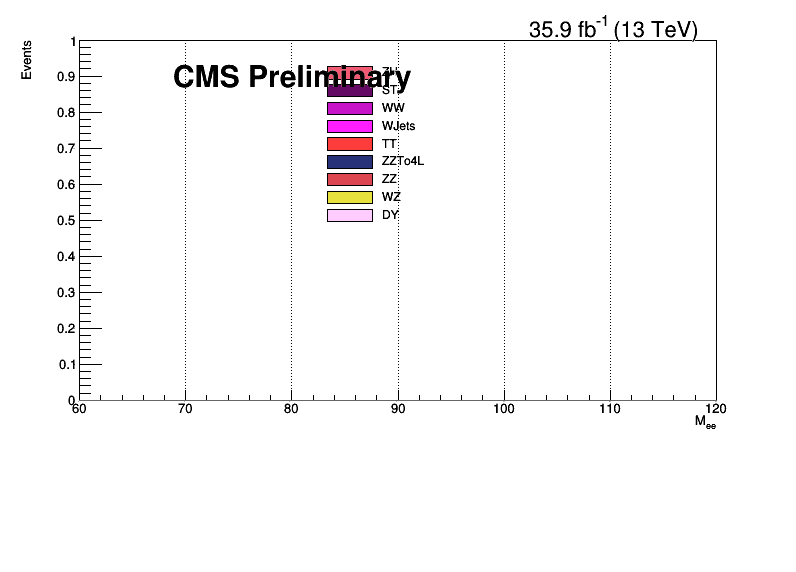 35.9 fb⁻¹ (13 TeV)
Events
CMS Preliminary
ST
WW
WJets
TT
ZZTo4L
ZZ
WZ
DY
1
0.9
0.8
0.7
0.6
0.5
0.4
0.3
0.2
0.1
0
60 70 80 90 100 110 120
Mee